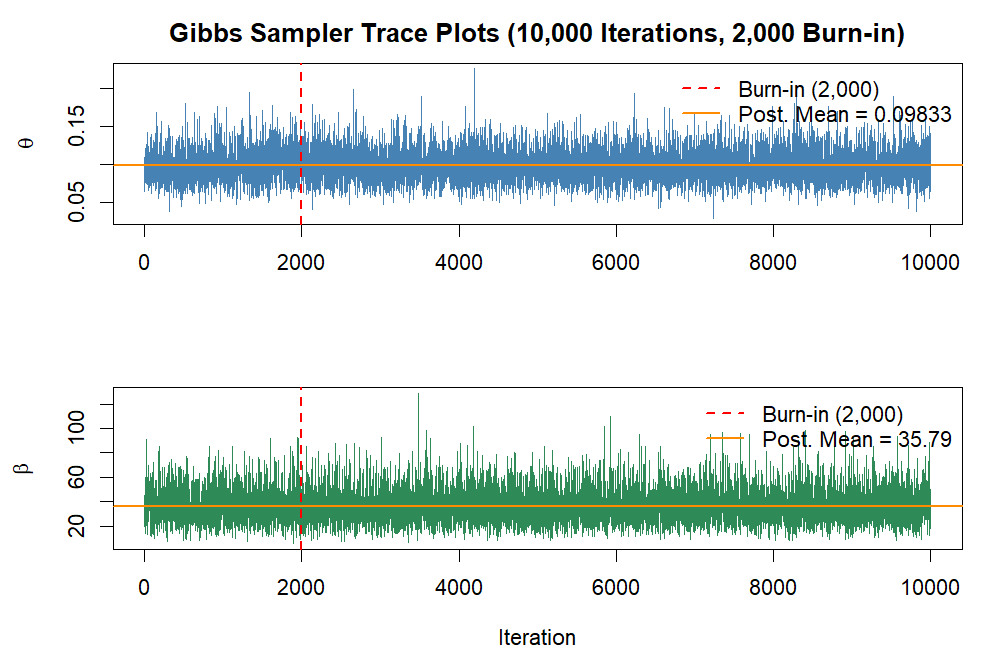 Gibbs Sampler Trace Plots (10,000 Iterations, 2,000 Burn-in)
θ
0.15
0.05
Burn-in (2,000)
Post. Mean = 0.09833
0 2000 4000 6000 8000 10000
β
100
60
20
Burn-in (2,000)
Post. Mean = 35.79
0 2000 4000 6000 8000 10000
Iteration